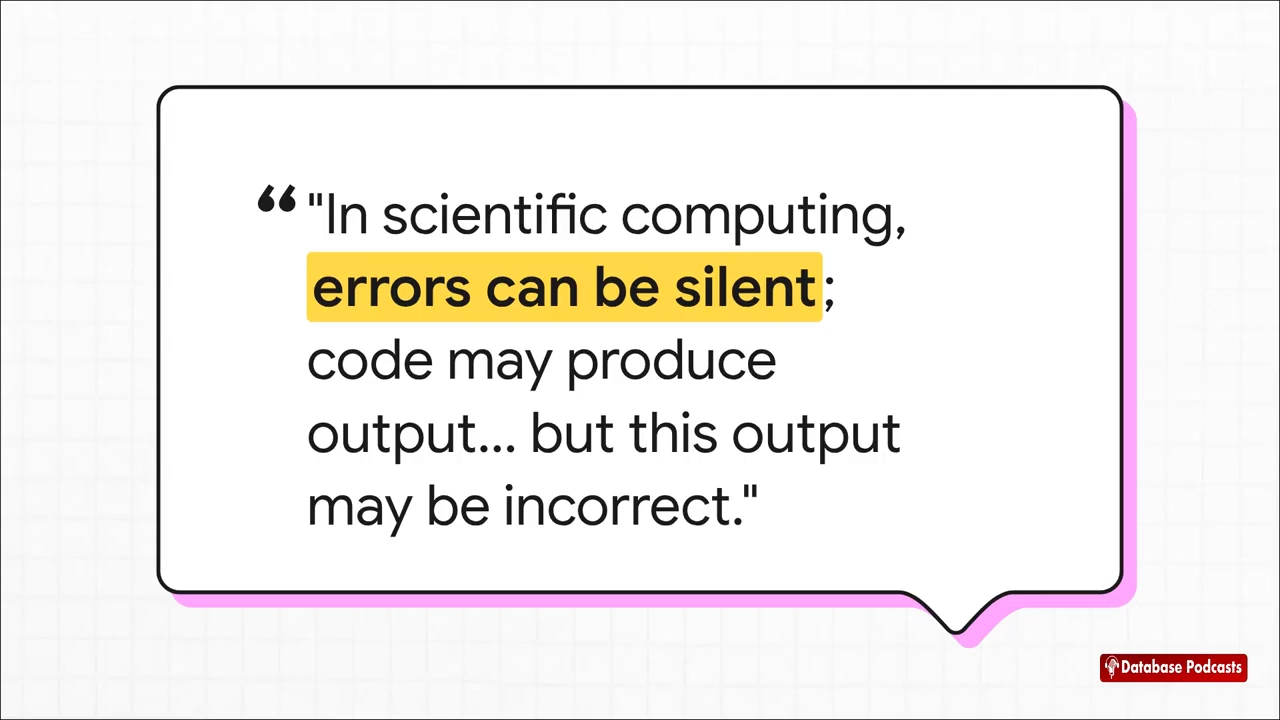 “ "In scientific computing,
errors can be silent;
code may produce
output... but this output
may be incorrect."
Database Podcasts